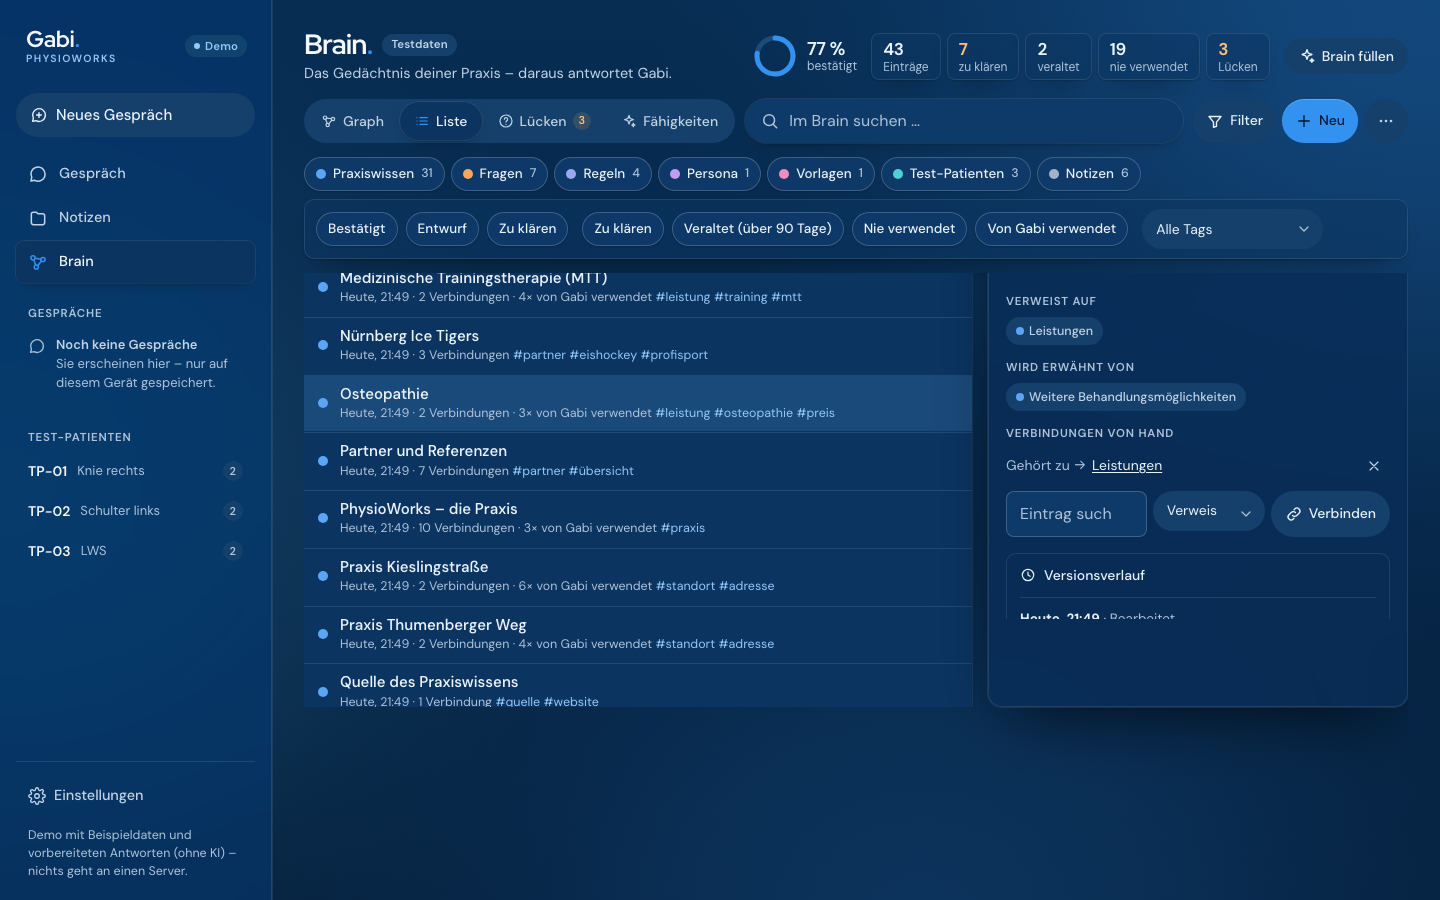 Gabi.
PHYSIOWORKS
Demo
Neues Gespräch
Gespräch
Notizen
Brain
GESPRÄCHE
Noch keine Gespräche
Sie erscheinen hier – nur auf
diesem Gerät gespeichert.
TEST-PATIENTEN
TP-01 Knie rechts 2
TP-02 Schulter links 2
TP-03 LWS 2
Einstellungen
Demo mit Beispieldaten und
vorbereiteten Antworten (ohne KI) –
nichts geht an einen Server.
Brain. Testdaten
Das Gedächtnis deiner Praxis – daraus antwortet Gabi.
77 % bestätigt
43 Einträge
7 zu klären
2 veraltet
19 nie verwendet
3 Lücken
Brain füllen
Graph Liste Lücken 3 Fähigkeiten
Im Brain suchen ...
Filter
Neu
Praxiswissen 31 Fragen 7 Regeln 4 Persona 1 Vorlagen 1 Test-Patienten 3 Notizen 6
Bestätigt Entwurf Zu klären Zu klären Veraltet (über 90 Tage) Nie verwendet Von Gabi verwendet Alle Tags
Medizinische Trainingstherapie (MTT)
Heute, 21:49 · 2 Verbindungen · 4× von Gabi verwendet #leistung #training #mtt
Nürnberg Ice Tigers
Heute, 21:49 · 3 Verbindungen #partner #eishockey #profisport
Osteopathie
Heute, 21:49 · 2 Verbindungen · 3× von Gabi verwendet #leistung #osteopathie #preis
Partner und Referenzen
Heute, 21:49 · 7 Verbindungen #partner #übersicht
PhysioWorks – die Praxis
Heute, 21:49 · 10 Verbindungen · 3× von Gabi verwendet #praxis
Praxis Kieslingstraße
Heute, 21:49 · 2 Verbindungen · 6× von Gabi verwendet #standort #adresse
Praxis Thumenberger Weg
Heute, 21:49 · 2 Verbindungen · 4× von Gabi verwendet #standort #adresse
Quelle des Praxiswissens
Heute, 21:49 · 1 Verbindung #quelle #website
VERWEIST AUF
Leistungen
WIRD ERWÄHNT VON
Weitere Behandlungsmöglichkeiten
VERBINDUNGEN VON HAND
Gehört zu → Leistungen
Eintrag such Verweis Verbinden
Versionsverlauf
Heute, 21:49 · Bearbeitet